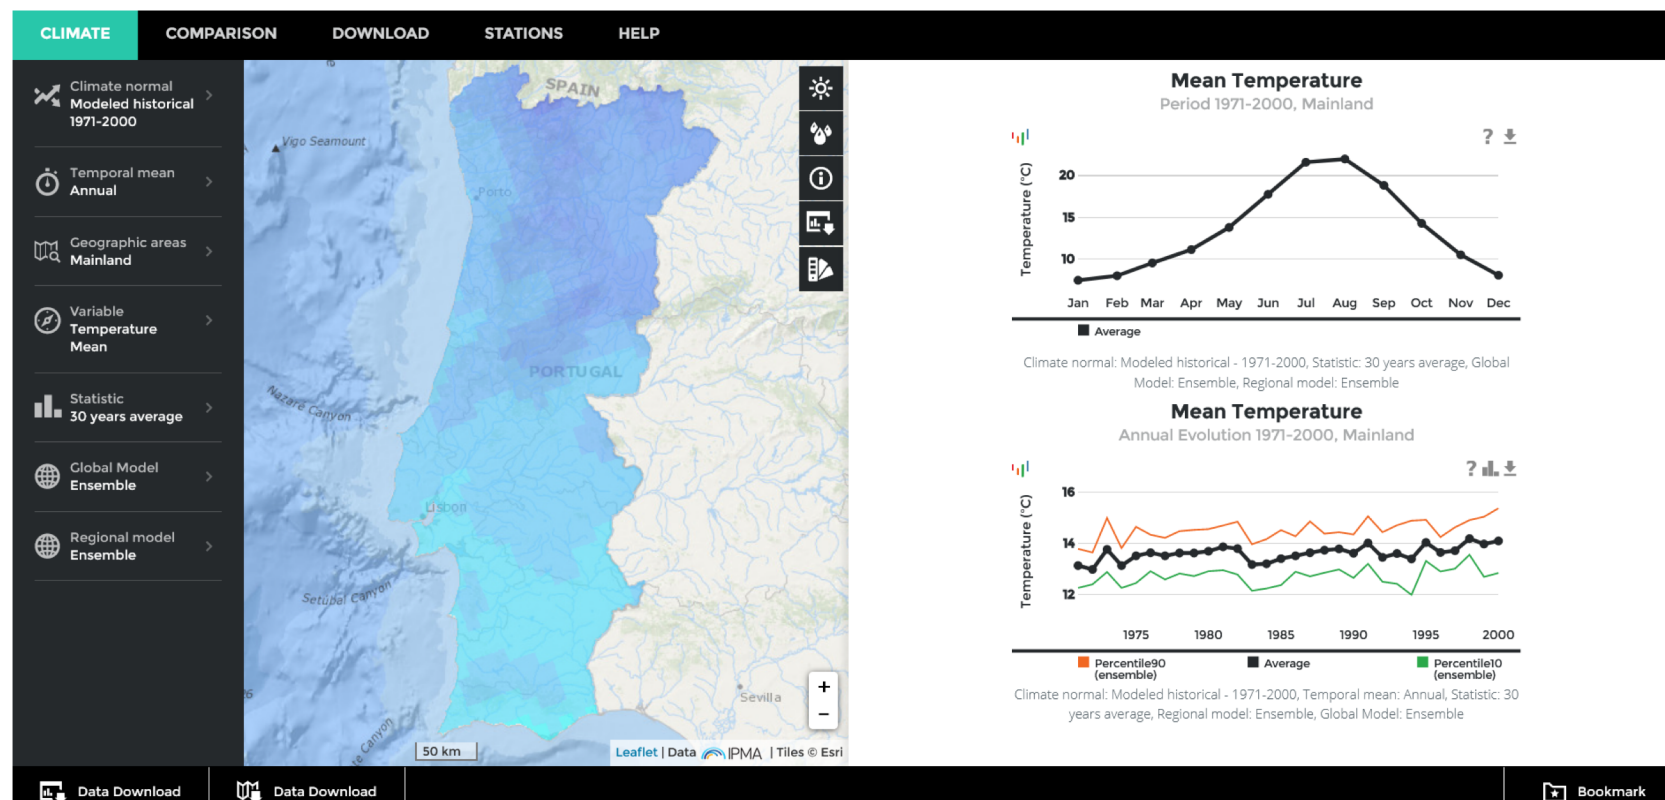 CLIMATE COMPARISON DOWNLOAD STATIONS HELP
Climate normal
Modeled historical
1971-2000
Temporal mean
Annual
Geographic areas
Mainland
Variable
Temperature
Mean
Statistic
30 years average
Global Model
Ensemble
Regional model
Ensemble
SPAIN
Vigo Seamount
Porto
PORTUGAL
Nazaré Canyon
Lisbon
Setúbal Canyon
Sevilla
Canyon
+
−
50 km
Leaflet | Data IPMA | Tiles © Esri
Mean Temperature
Period 1971-2000, Mainland
?
Temperature (°C)
20
15
10
Jan Feb Mar Apr May Jun Jul Aug Sep Oct Nov Dec
Average
Climate normal: Modeled historical - 1971-2000, Statistic: 30 years average, Global
Model: Ensemble, Regional model: Ensemble
Mean Temperature
Annual Evolution 1971-2000, Mainland
?
Temperature (°C)
16
14
12
1975 1980 1985 1990 1995 2000
Percentile90 Average Percentile10
(ensemble) (ensemble)
Climate normal: Modeled historical - 1971-2000, Temporal mean: Annual, Statistic: 30
years average, Regional model: Ensemble, Global Model: Ensemble
Data Download Data Download Bookmark